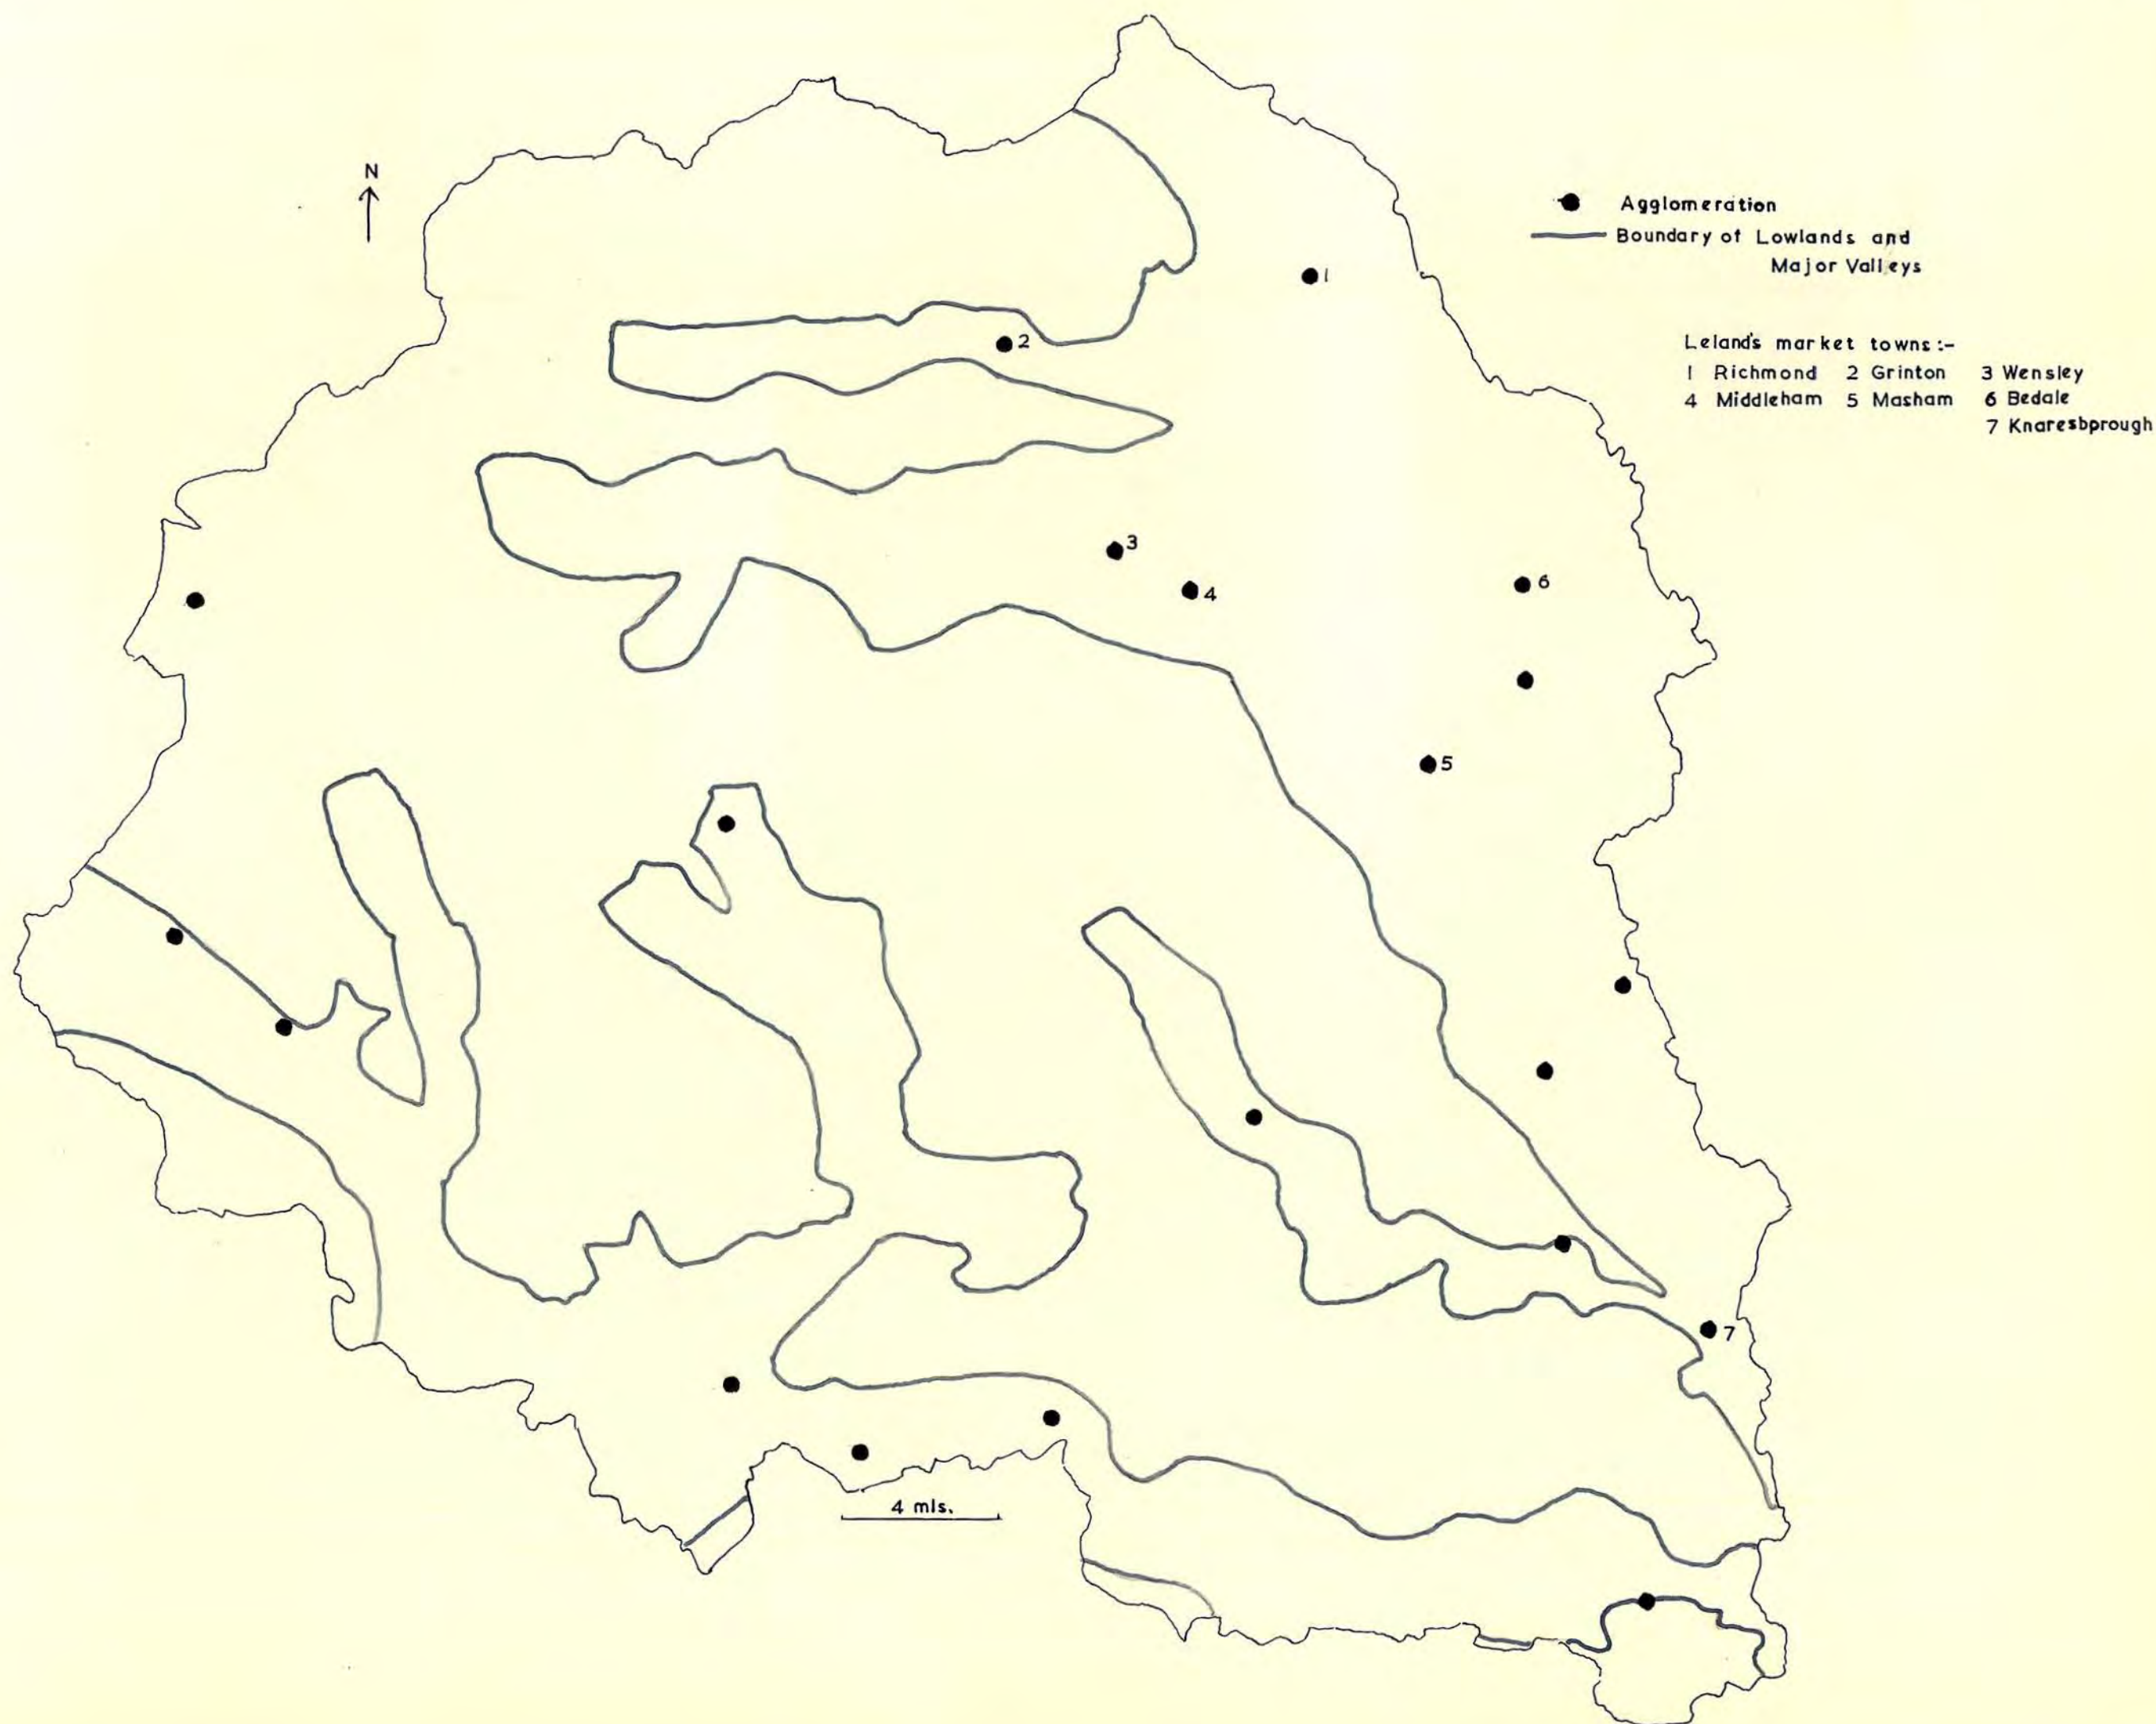 N
Agglomeration
Boundary of Lowlands and
Major Valleys
Leland's market towns :-
1 Richmond 2 Grinton 3 Wensley
4 Middleham 5 Masham 6 Bedale
7 Knaresbprough
1
2
3
4
6
5
7
4 mls.